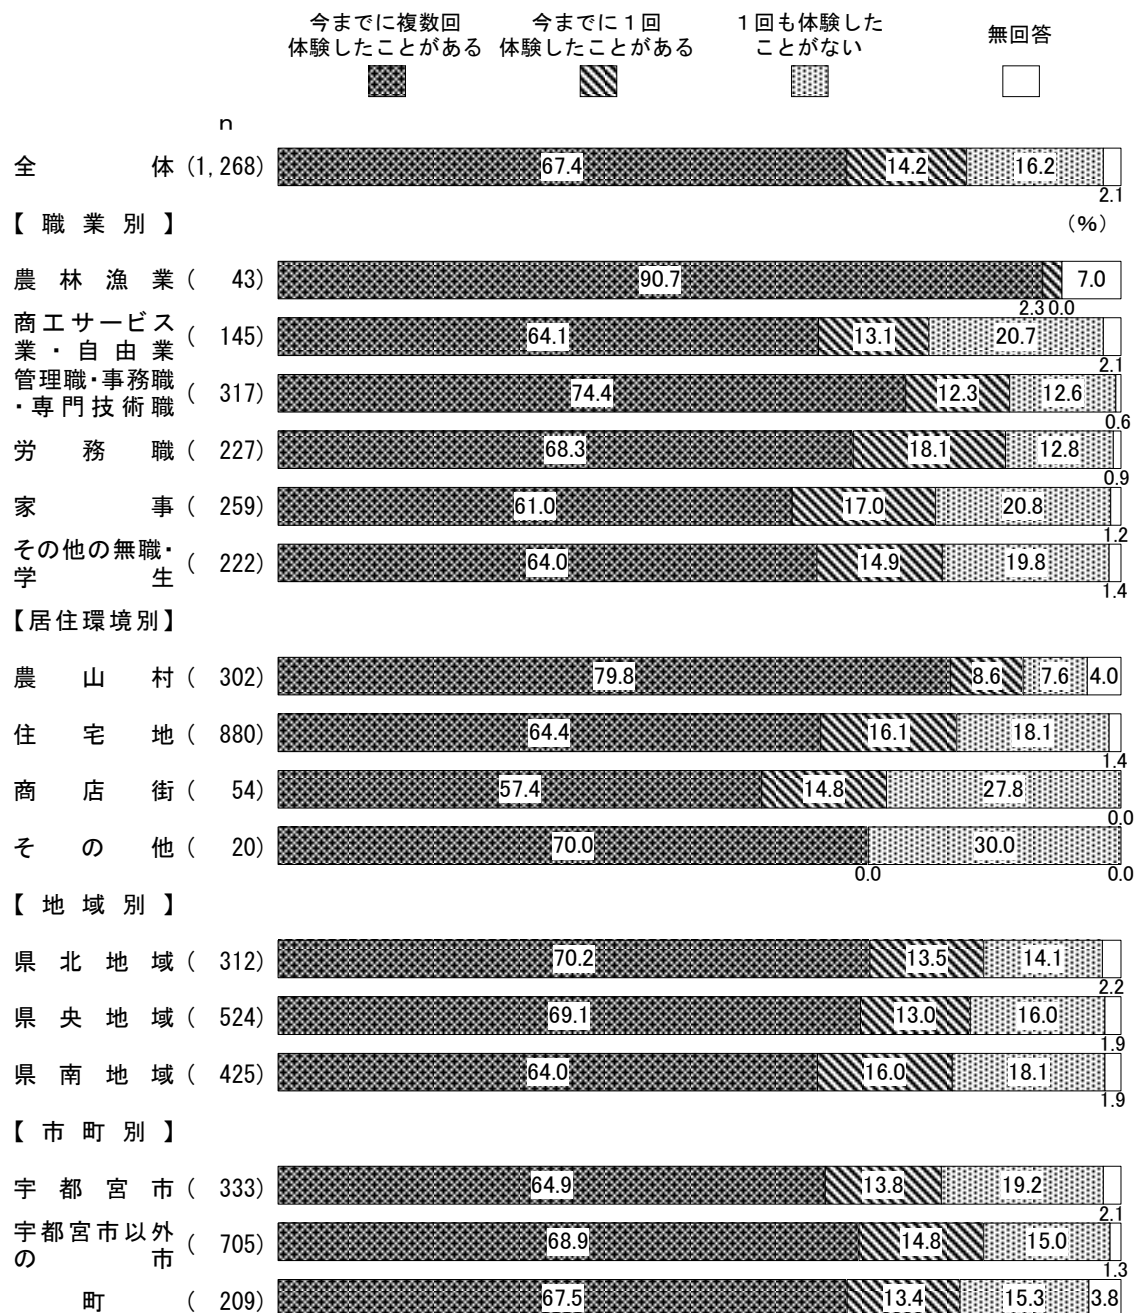 今までに複数回 今までに１回 １回も体験した 無回答
体験したことがある 体験したことがある ことがない
n
全体 (1,268) 67.4 14.2 16.2
2.1
【職業別】 (%)
農林漁業 ( 43) 90.7 7.0
2.3 0.0
商工サービス
業・自由業 ( 145) 64.1 13.1 20.7
2.1
管理職・事務職
・専門技術職 ( 317) 74.4 12.3 12.6
0.6
労務職 ( 227) 68.3 18.1 12.8
0.9
家事 ( 259) 61.0 17.0 20.8
1.2
その他の無職・
学生 ( 222) 64.0 14.9 19.8
1.4
【居住環境別】
農山村 ( 302) 79.8 8.6 7.6 4.0
住宅地 ( 880) 64.4 16.1 18.1
1.4
商店街 ( 54) 57.4 14.8 27.8
0.0
その他 ( 20) 70.0 30.0
0.0 0.0
【地域別】
県北地域 ( 312) 70.2 13.5 14.1
2.2
県央地域 ( 524) 69.1 13.0 16.0
1.9
県南地域 ( 425) 64.0 16.0 18.1
1.9
【市町別】
宇都宮市 ( 333) 64.9 13.8 19.2
2.1
宇都宮市以外
の市 ( 705) 68.9 14.8 15.0
1.3
町 ( 209) 67.5 13.4 15.3 3.8